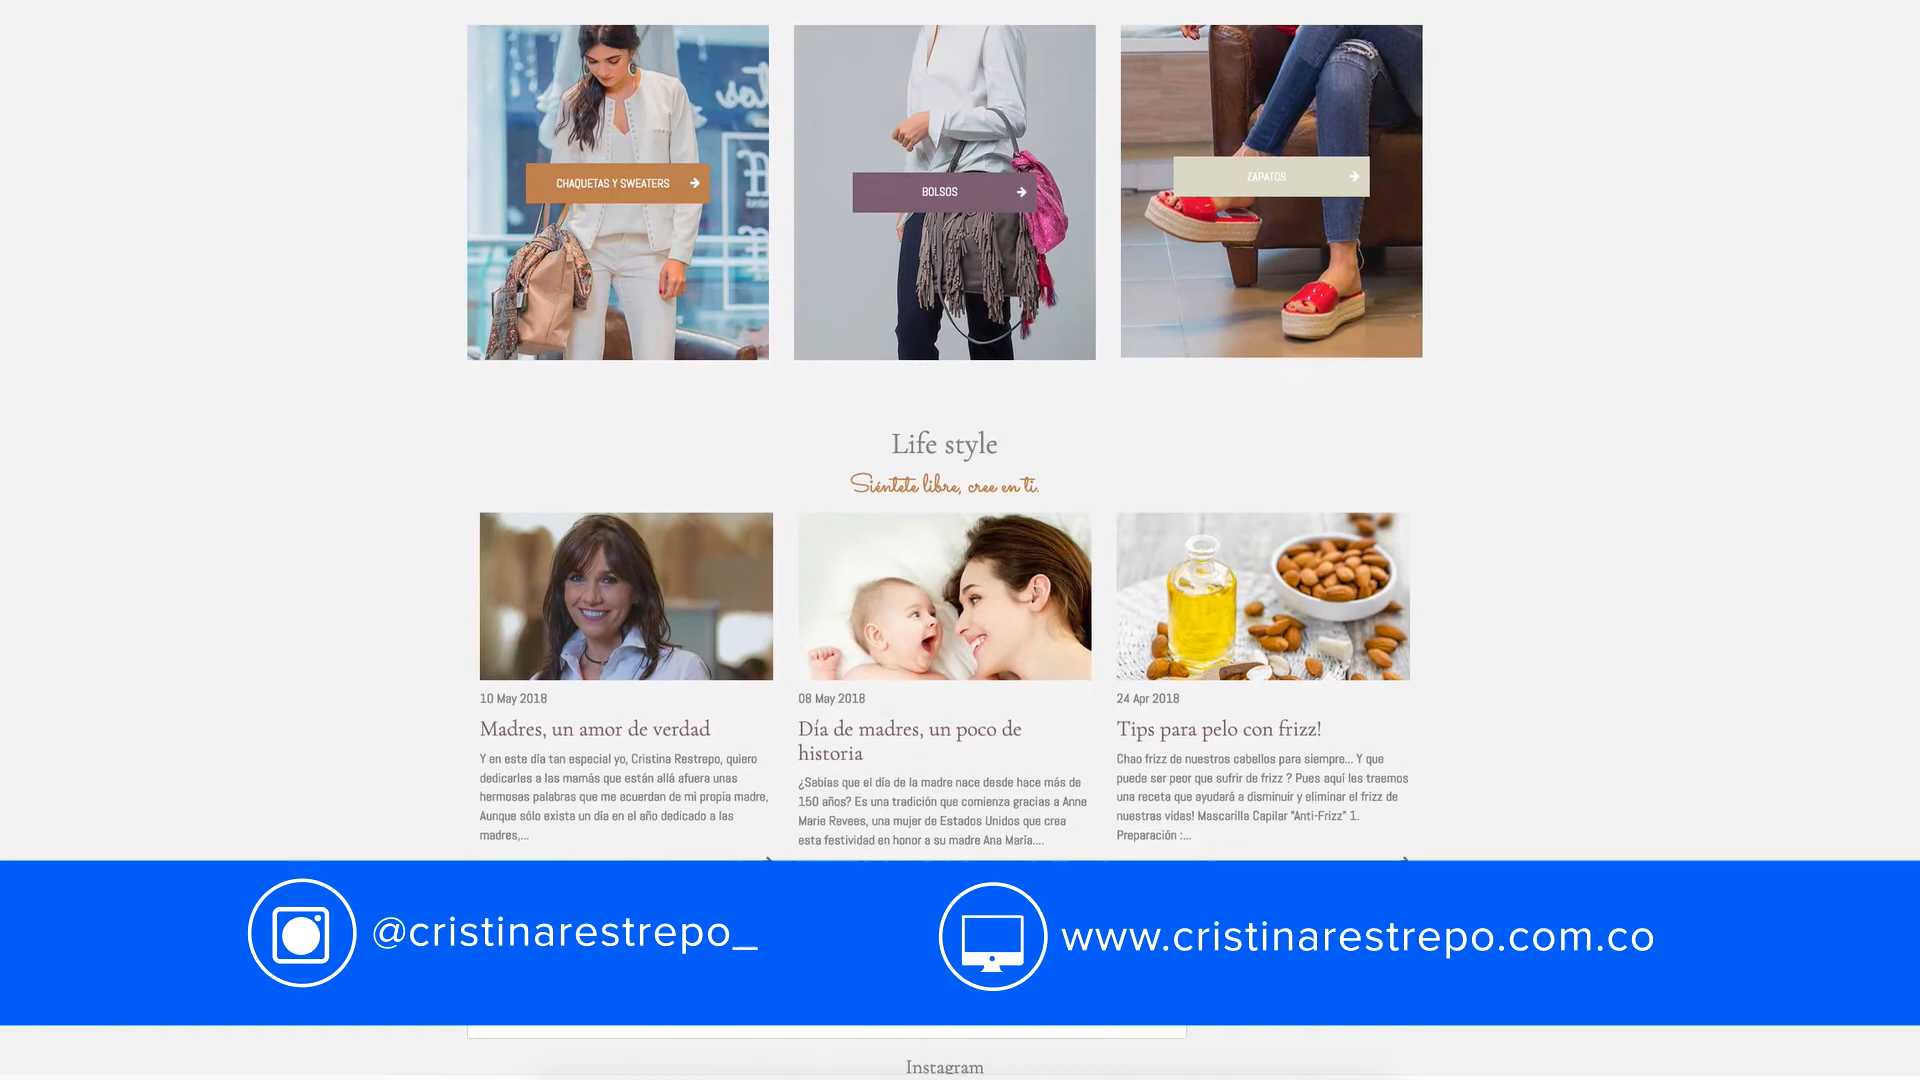 CHAQUETAS Y SWEATERS
BOLSOS
ZAPATOS
Life style
Siéntete libre, cree en ti.
10 May 2018
Madres, un amor de verdad
Y en este día tan especial yo, Cristina Restrepo, quiero
dedicarles a las mamás que están allá afuera unas
hermosas palabras que me acuerdan de mi propia madre,
Aunque sólo exista un día en el año dedicado a las
madres,...
08 May 2018
Día de madres, un poco de
historia
¿Sabías que el día de la madre nace desde hace más de
150 años? Es una tradición que comienza gracias a Anne
Marie Revees, una mujer de Estados Unidos que crea
esta festividad en honor a su madre Ana María....
24 Apr 2018
Tips para pelo con frizz!
Chao frizz de nuestros cabellos para siempre... Y que
puede ser peor que sufrir de frizz ? Pues aquí les traemos
una receta que ayudará a disminuir y eliminar el frizz de
nuestras vidas! Mascarilla Capilar "Anti-Frizz" 1.
Preparación :...
@cristinarestrepo_
www.cristinarestrepo.com.co
Instagram